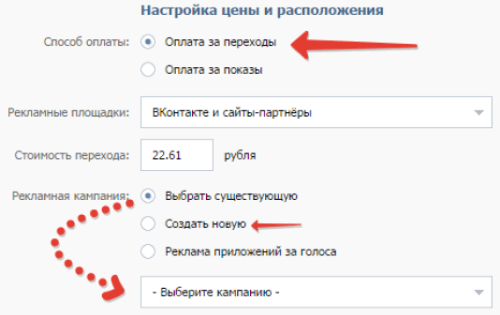 Настройка цены и расположения
Способ оплаты: Оплата за переходы
Оплата за показы
Рекламные площадки: ВКонтакте и сайты-партнёры
Стоимость перехода: 22.61 рубля
Рекламная кампания: Выбрать существующую
Создать новую
Реклама приложений за голоса
- Выберите кампанию -